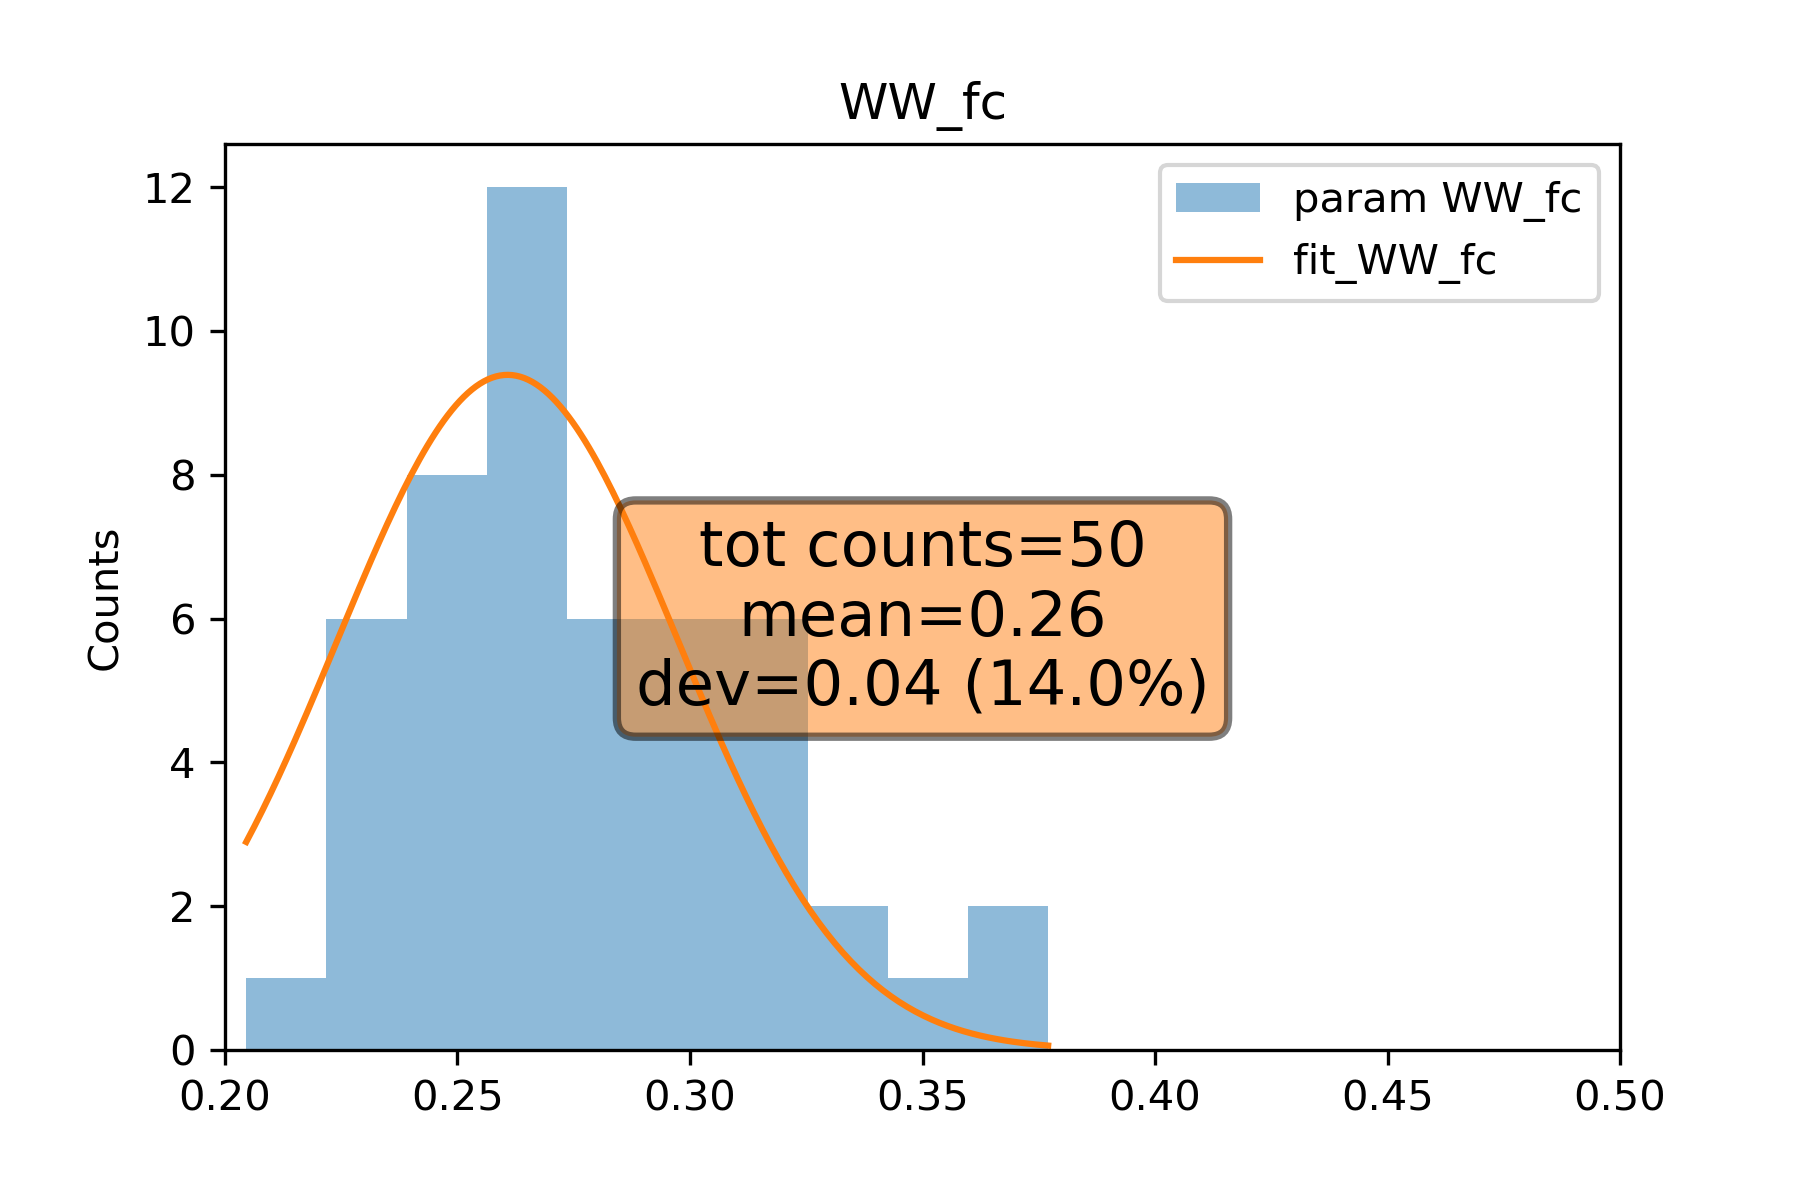 WW_fc
param WW_fc
fit_WW_fc
12
10
8
6
4
2
0
Counts
tot counts=50
mean=0.26
dev=0.04 (14.0%)
0.20 0.25 0.30 0.35 0.40 0.45 0.50